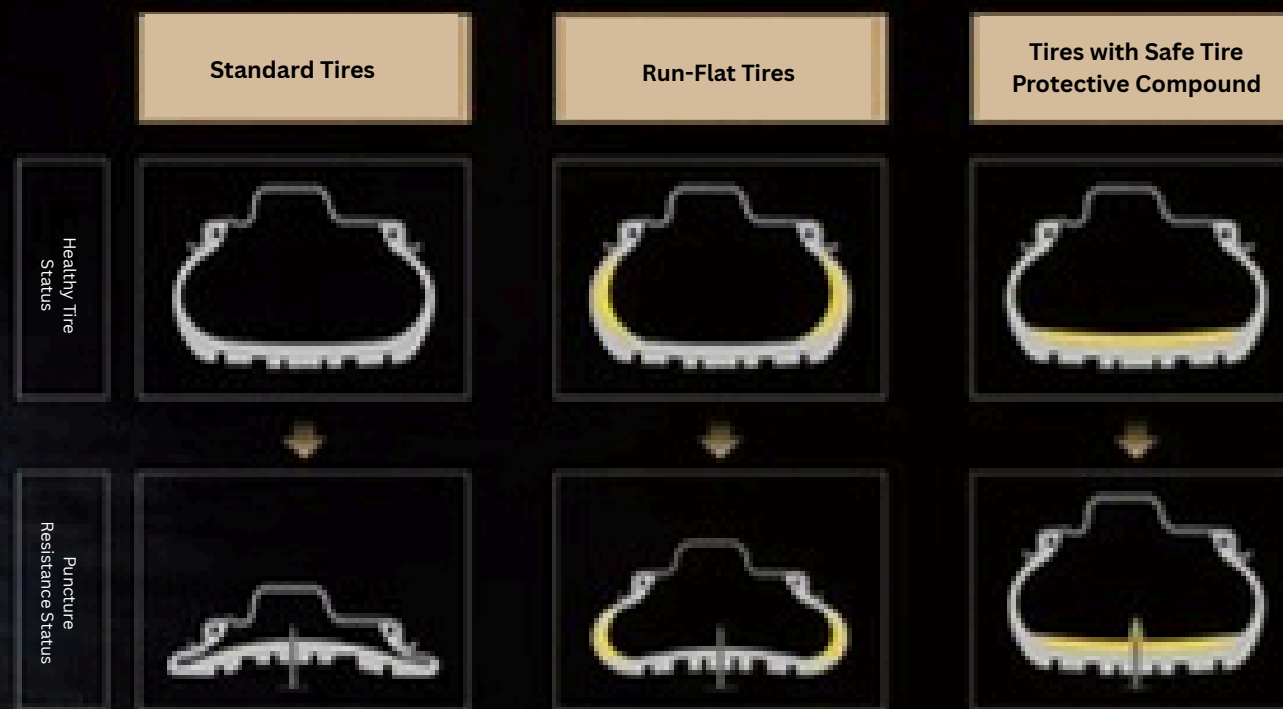 Standard Tires
Run-Flat Tires
Tires with Safe Tire
Protective Compound
Healthy Tire
Status
Puncture
Resistance Status